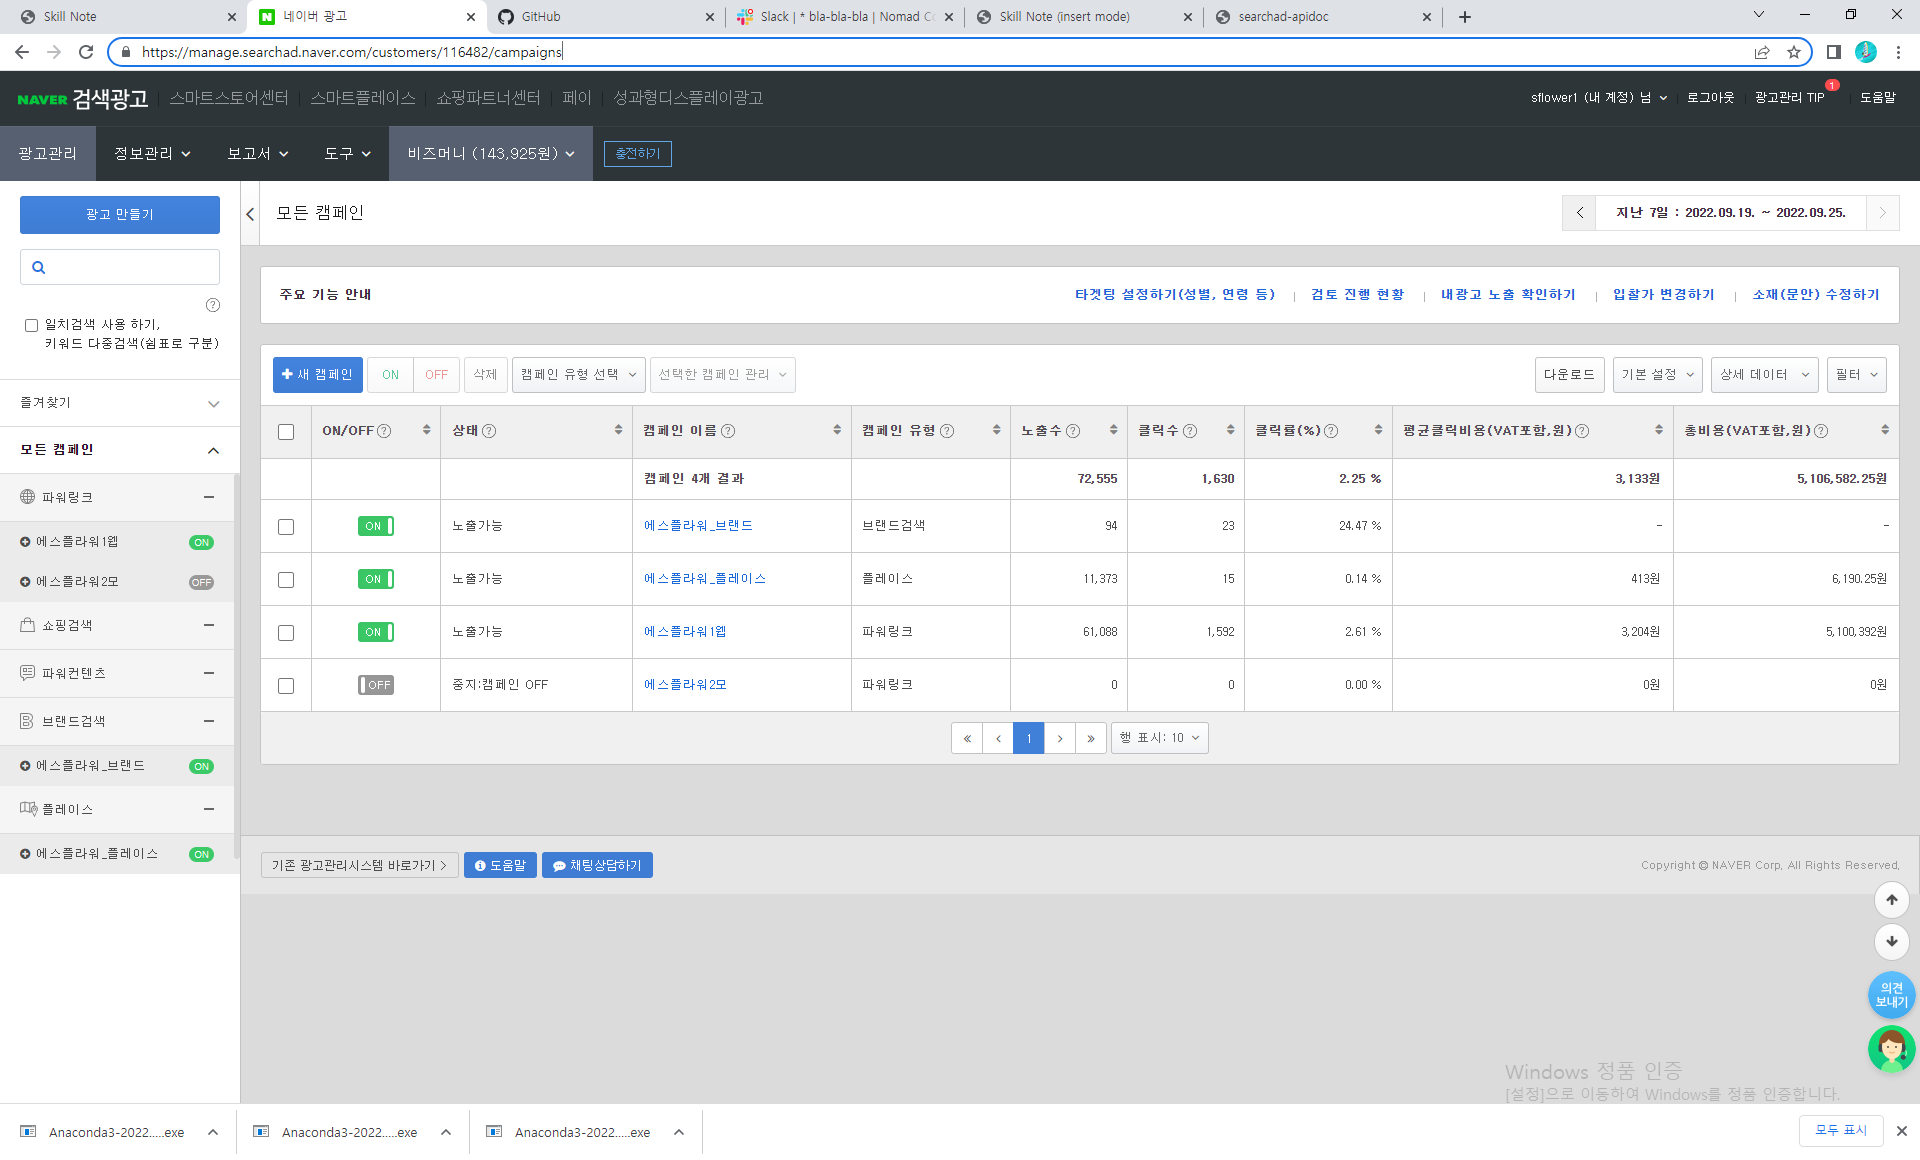 Skill Note
네이버 광고
GitHub
Slack | * bla-bla-bla | Nomad Co
Skill Note (insert mode)
searchad-apidoc
https://manage.searchad.naver.com/customers/116482/campaigns
NAVER 검색광고
스마트스토어센터
스마트플레이스
쇼핑파트너센터
페이
성과형디스플레이광고
sflower1 (내 계정) 님
로그아웃
광고관리 TIP
1
도움말
광고관리
정보관리
보고서
도구
비즈머니 (143,925원)
충전하기
광고 만들기
일치검색 사용 하기,
키워드 다중검색(쉼표로 구분)
즐겨찾기
모든 캠페인
파워링크
에스플라워1웹 ON
에스플라워2모 OFF
쇼핑검색
파워컨텐츠
브랜드검색
에스플라워_브랜드 ON
플레이스
에스플라워_플레이스 ON
모든 캠페인
지난 7일 : 2022.09.19. ~ 2022.09.25.
주요 기능 안내
타겟팅 설정하기(성별, 연령 등) | 검토 진행 현황 | 내광고 노출 확인하기 | 입찰가 변경하기 | 소재(문안) 수정하기
새 캠페인 ON OFF 삭제 캠페인 유형 선택 선택한 캠페인 관리 다운로드 기본 설정 상세 데이터 필터
ON/OFF 상태 캠페인 이름 캠페인 유형 노출수 클릭수 클릭률(%) 평균클릭비용(VAT포함,원) 총비용(VAT포함,원)
캠페인 4개 결과 72,555 1,630 2.25 % 3,133원 5,106,582.25원
ON 노출가능 에스플라워_브랜드 브랜드검색 94 23 24.47 % - -
ON 노출가능 에스플라워_플레이스 플레이스 11,373 15 0.14 % 413원 6,190.25원
ON 노출가능 에스플라워1웹 파워링크 61,088 1,592 2.61 % 3,204원 5,100,392원
OFF 중지:캠페인 OFF 에스플라워2모 파워링크 0 0 0.00 % 0원 0원
« ‹ 1 › » 행 표시: 10
기존 광고관리시스템 바로가기 >
도움말
채팅상담하기
Copyright © NAVER Corp. All Rights Reserved.
의견
보내기
Windows 정품 인증
[설정]으로 이동하여 Windows를 정품 인증합니다.
Anaconda3-2022.....exe
Anaconda3-2022.....exe
Anaconda3-2022.....exe
모두 표시